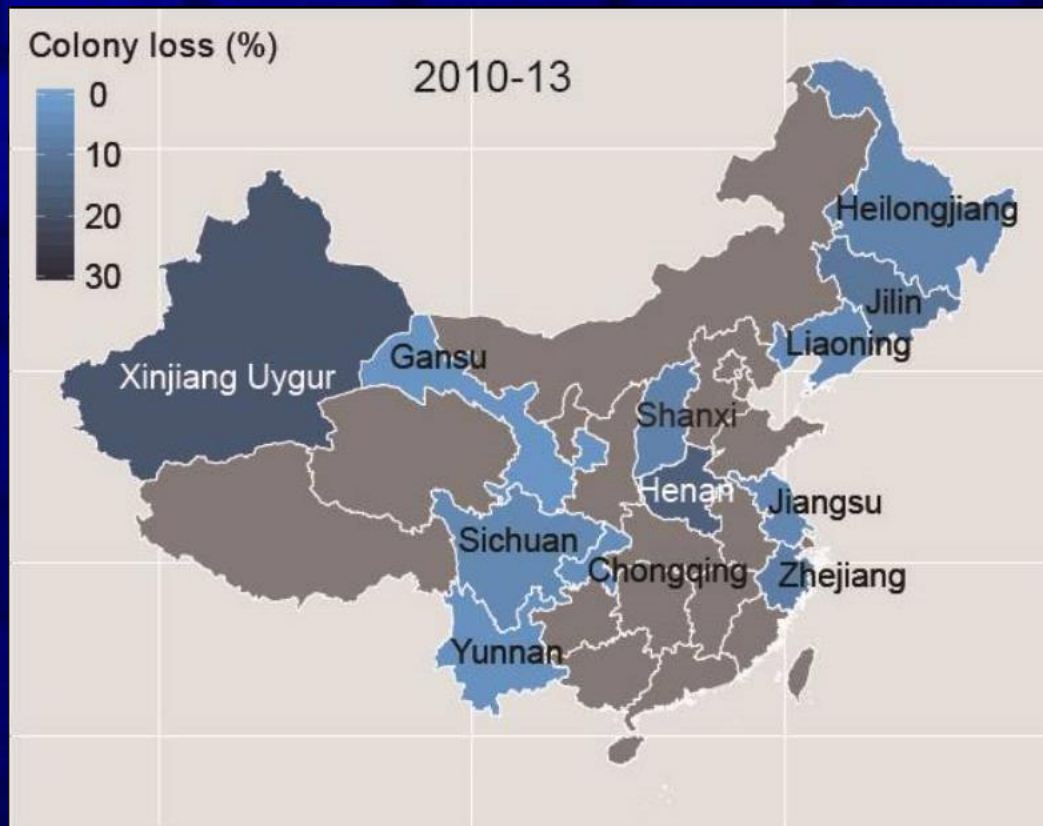 Colony loss (%)
2010-13
0
10
20
30
Heilongjiang
Jilin
Liaoning
Gansu
Xinjiang Uygur
Shanxi
Henan
Jiangsu
Sichuan
Chongqing
Zhejiang
Yunnan